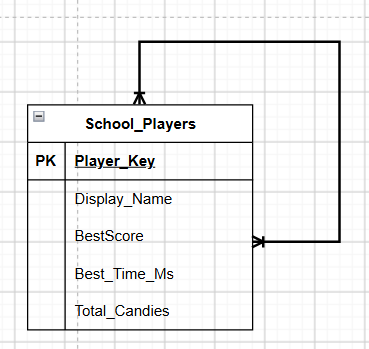 School_Players
PK Player_Key
Display_Name
BestScore
Best_Time_Ms
Total_Candies